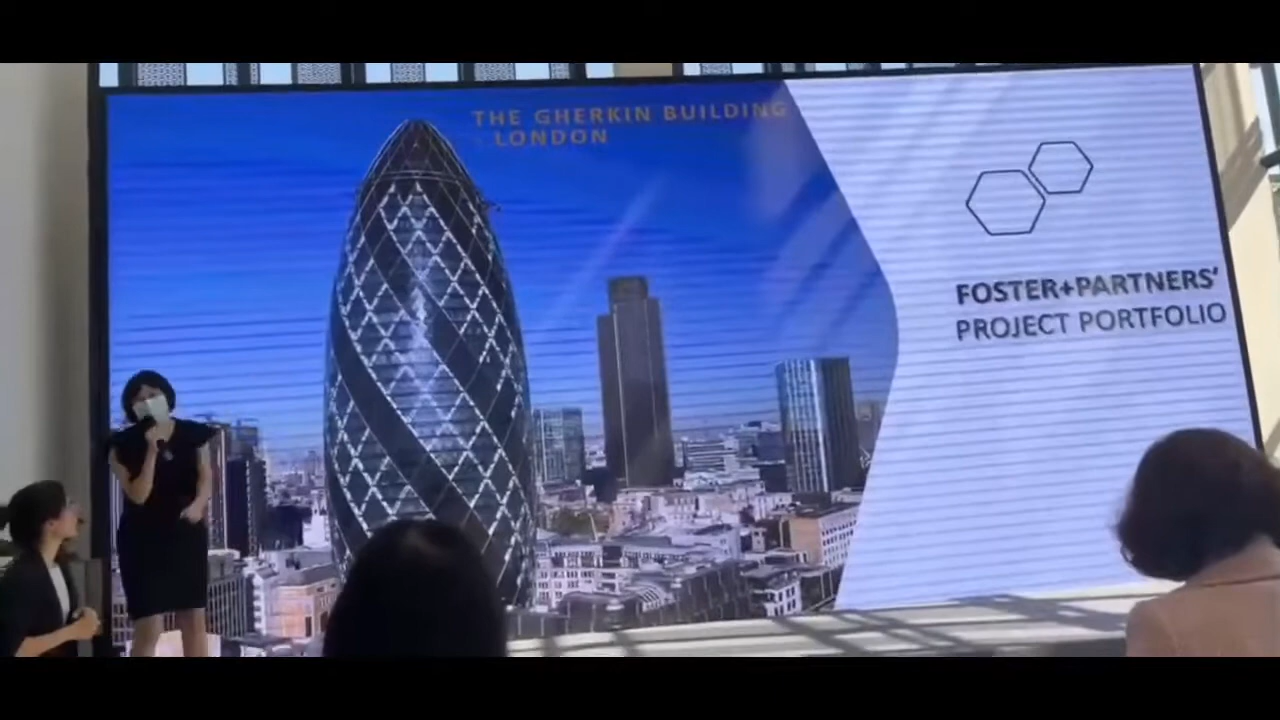 THE GHERKIN BUILDING
- LONDON
FOSTER+PARTNERS'
PROJECT PORTFOLIO